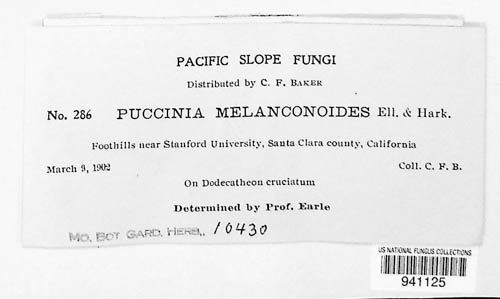 PACIFIC SLOPE FUNGI
Distributed by C. F. BAKER
No. 286 PUCCINIA MELANCONOIDES Ell. & Hark.
Foothills near Stanford University, Santa Clara county, California
March 9, 1902 Coll. C. F. B.
On Dodecatheon cruciatum
Determined by Prof. Earle
MO. BOT GARD. HERB., 10430
US NATIONAL FUNGUS COLLECTIONS
941125